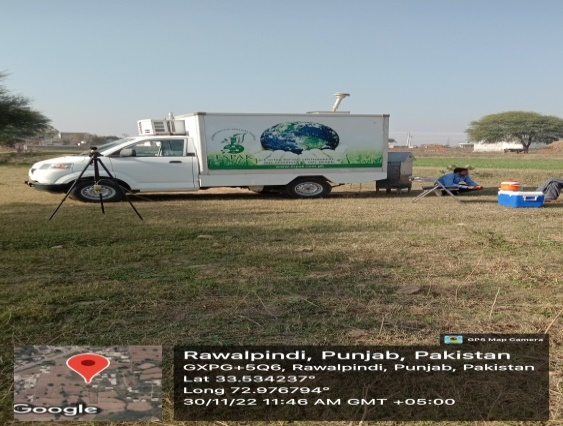 GPS Map Camera
Rawalpindi, Punjab, Pakistan
GXPG+5Q6, Rawalpindi, Punjab, Pakistan
Lat 33.534237°
Long 72.976794°
30/11/22 11:46 AM GMT +05:00
Google